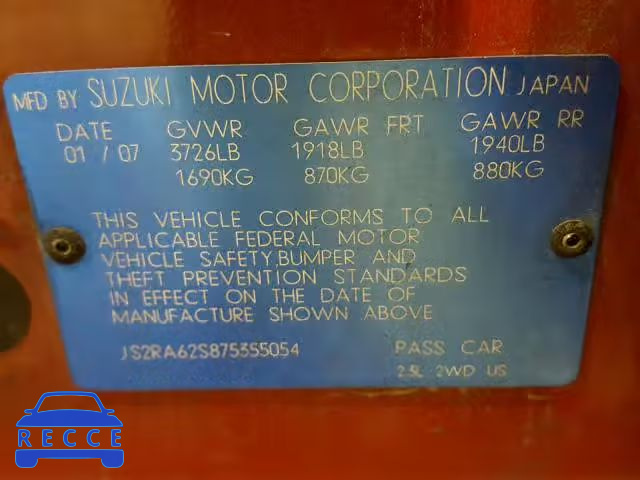 MFD BY SUZUKI MOTOR CORPORATION JAPAN
DATE GVWR GAWR FRT GAWR RR
01 / 07 3726LB 1918LB 1940LB
1690KG 870KG 880KG
THIS VEHICLE CONFORMS TO ALL
APPLICABLE FEDERAL MOTOR
VEHICLE SAFETY,BUMPER AND
THEFT PREVENTION STANDARDS
IN EFFECT ON THE DATE OF
MANUFACTURE SHOWN ABOVE
JS2RA62S875355054 PASS CAR
2.3L 2WD US
RECCE